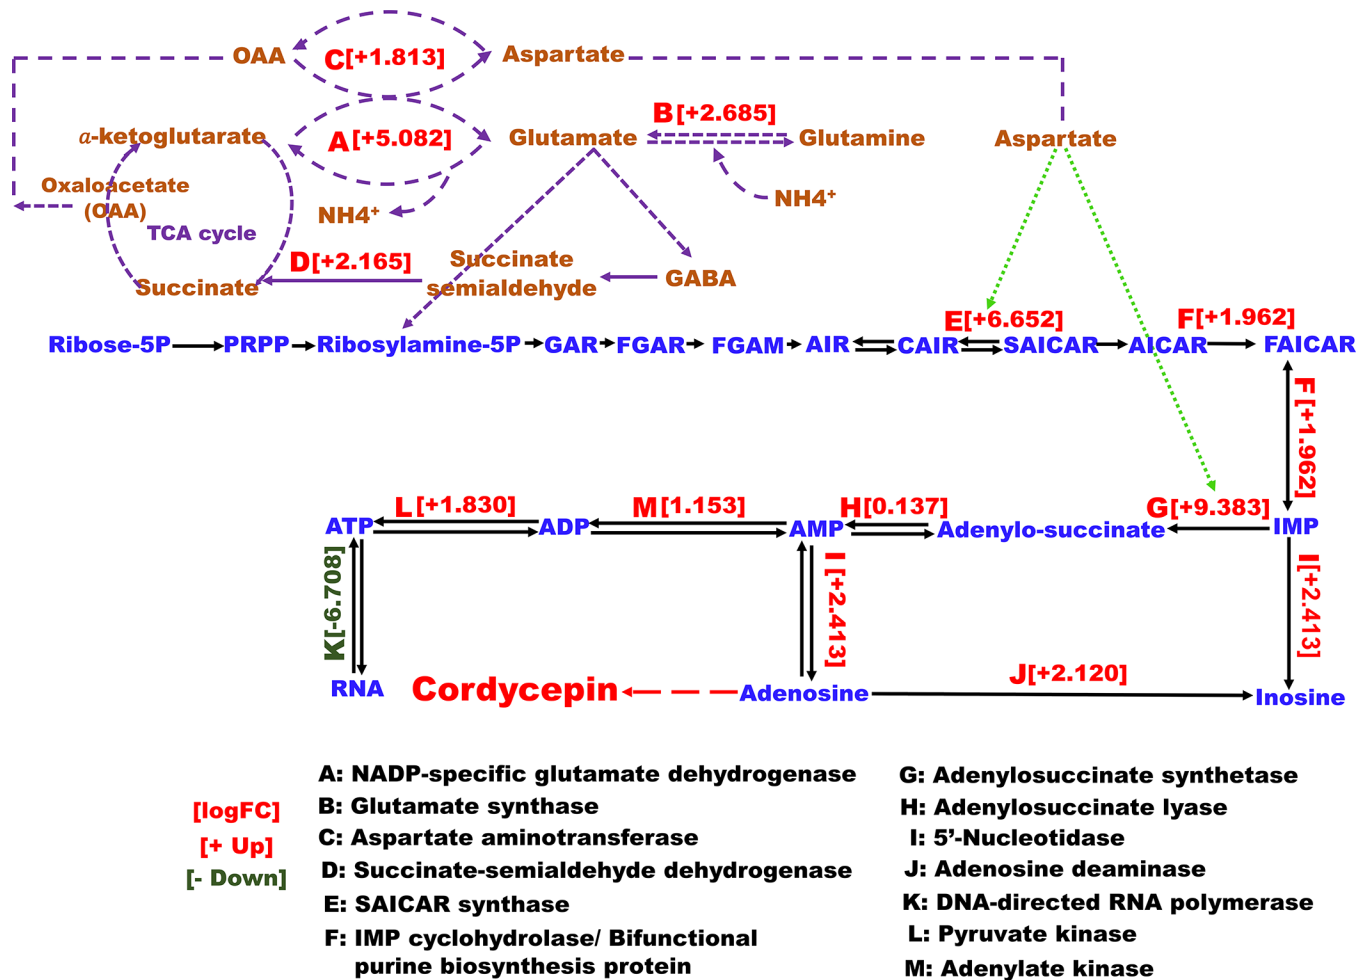 OAA
C[+1.813]
Aspartate
B[+2.685]
α-ketoglutarate
A[+5.082]
Glutamate
Glutamine
Aspartate
Oxaloacetate
(OAA)
NH4⁺
NH4⁺
TCA cycle
D[+2.165]
Succinate
semialdehyde
GABA
Succinate
E[+6.652]
F[+1.962]
Ribose-5P
PRPP
Ribosylamine-5P
GAR
FGAR
FGAM
AIR
CAIR
SAICAR
AICAR
FAICAR
F[+1.962]
L[+1.830]
M[1.153]
H[0.137]
G[+9.383]
ATP
ADP
AMP
Adenylo-succinate
IMP
K[-6.708]
I[+2.413]
I[+2.413]
RNA
Cordycepin
Adenosine
J[+2.120]
Inosine
[logFC]
[+ Up]
[- Down]
A: NADP-specific glutamate dehydrogenase
B: Glutamate synthase
C: Aspartate aminotransferase
D: Succinate-semialdehyde dehydrogenase
E: SAICAR synthase
F: IMP cyclohydrolase/ Bifunctional
purine biosynthesis protein
G: Adenylosuccinate synthetase
H: Adenylosuccinate lyase
I: 5’-Nucleotidase
J: Adenosine deaminase
K: DNA-directed RNA polymerase
L: Pyruvate kinase
M: Adenylate kinase